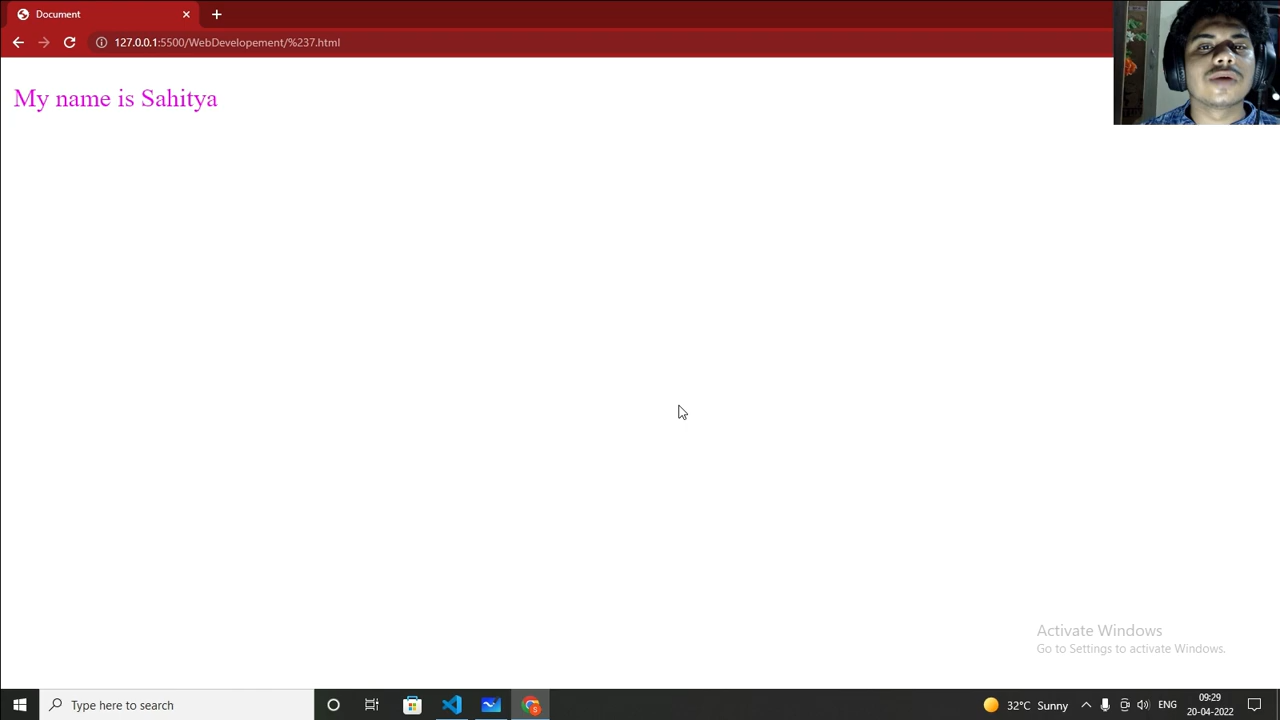 Document
127.0.0.1:5500/WebDevelopement/%237.html
My name is Sahitya
Activate Windows
Go to Settings to activate Windows.
Type here to search
32°C Sunny
ENG
09:29
20-04-2022